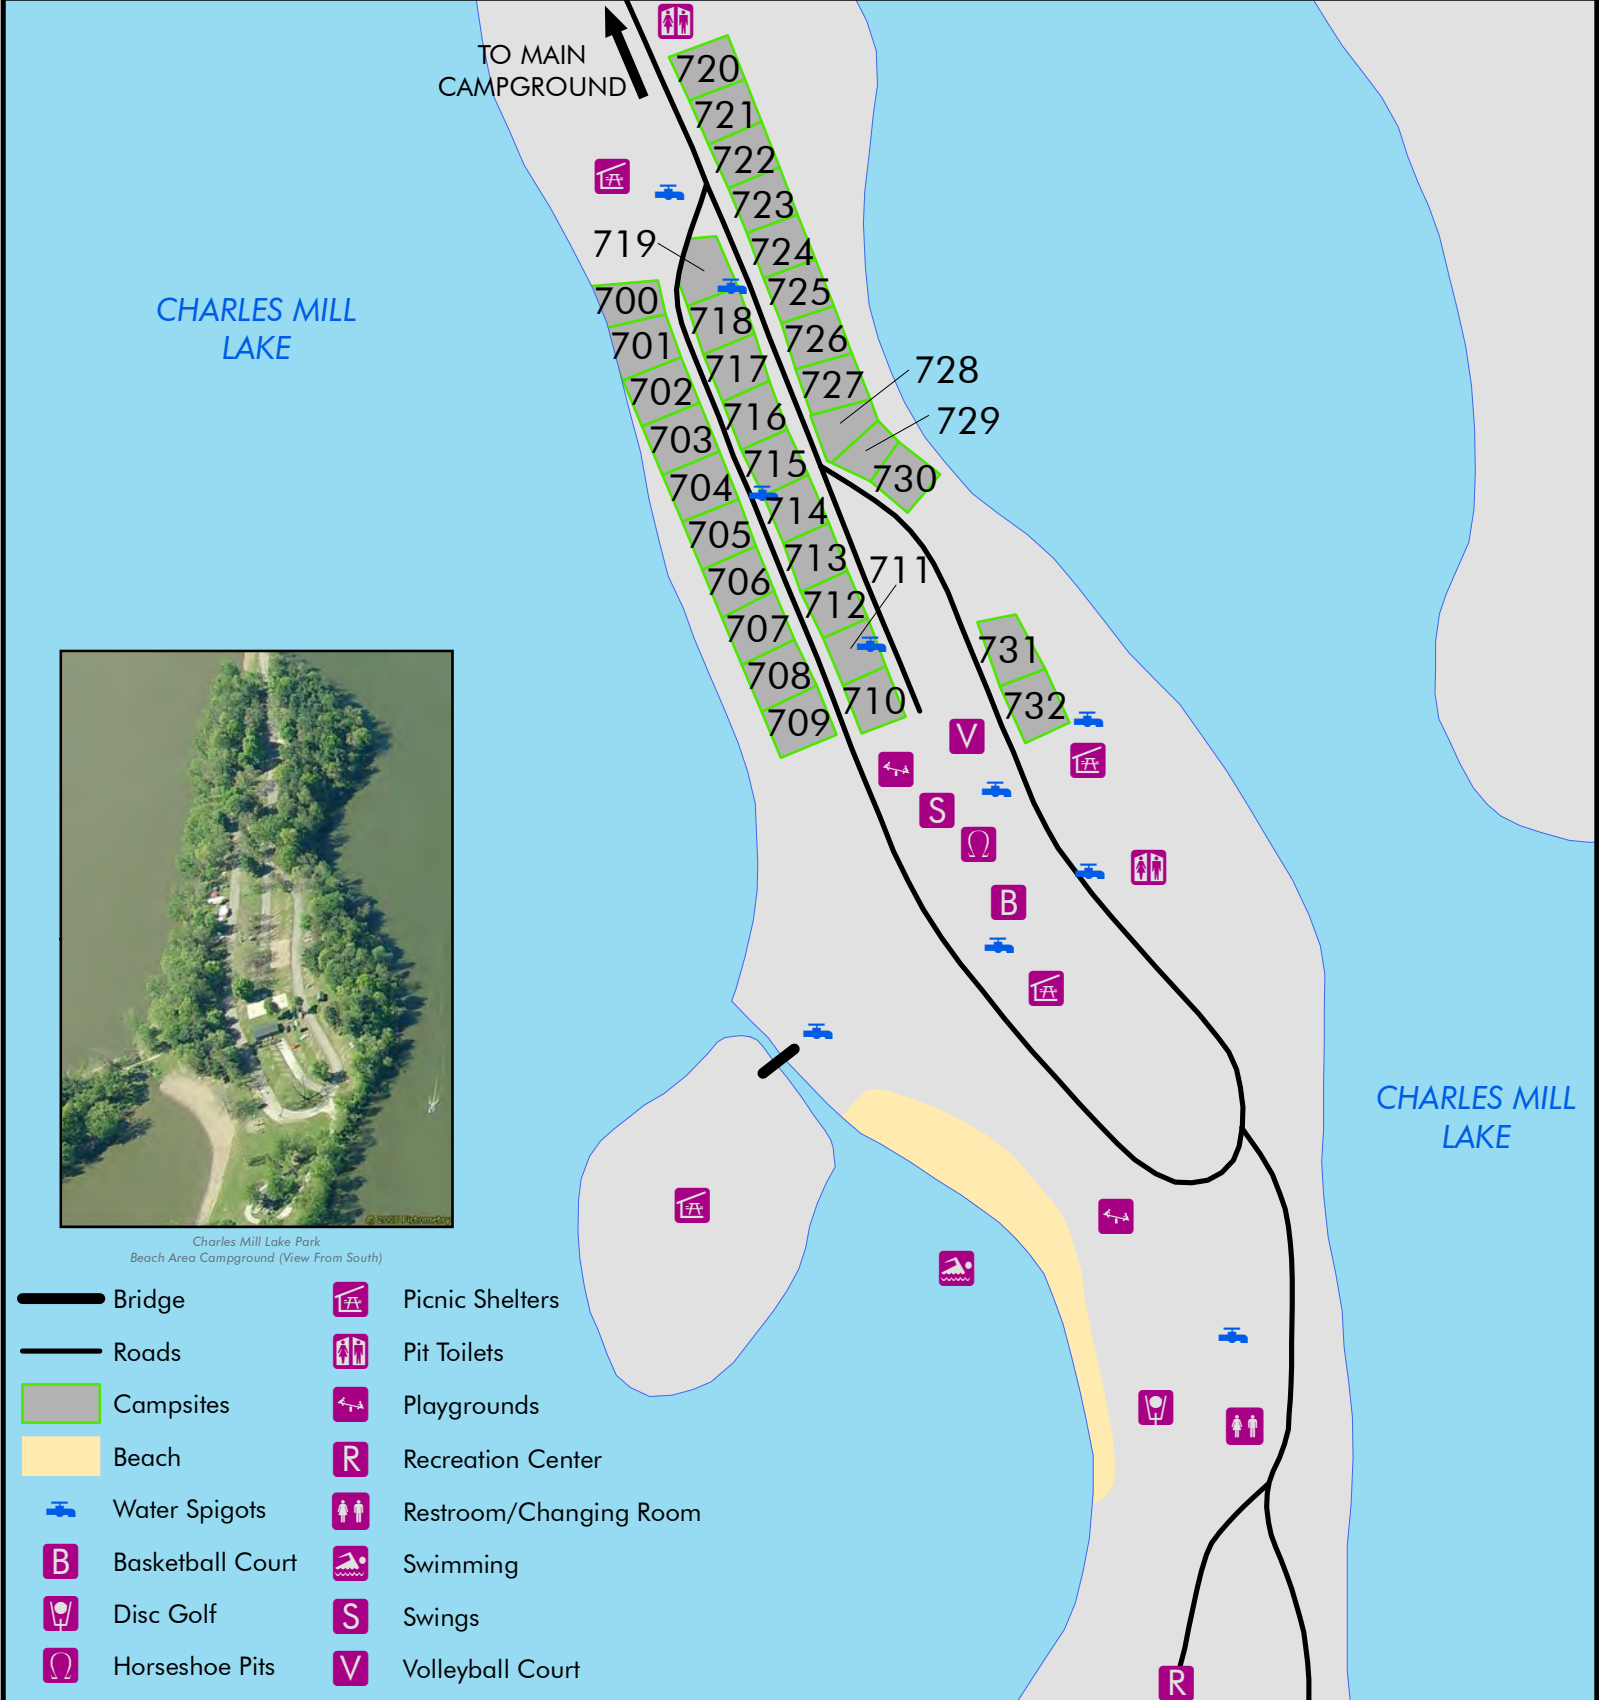 TO MAIN
CAMPGROUND
720
721
722
723
724
725
726
727
728
729
730
719
718
717
716
715
714
713
712
711
710
700
701
702
703
704
705
706
707
708
709
731
732
CHARLES MILL
LAKE
V
S
Ω
B
CHARLES MILL
LAKE
R
© 2006 Pictometry
Charles Mill Lake Park
Beach Area Campground (View From South)
Bridge
Roads
Campsites
Beach
Water Spigots
B Basketball Court
Disc Golf
Ω Horseshoe Pits
Picnic Shelters
Pit Toilets
Playgrounds
R Recreation Center
Restroom/Changing Room
Swimming
S Swings
V Volleyball Court